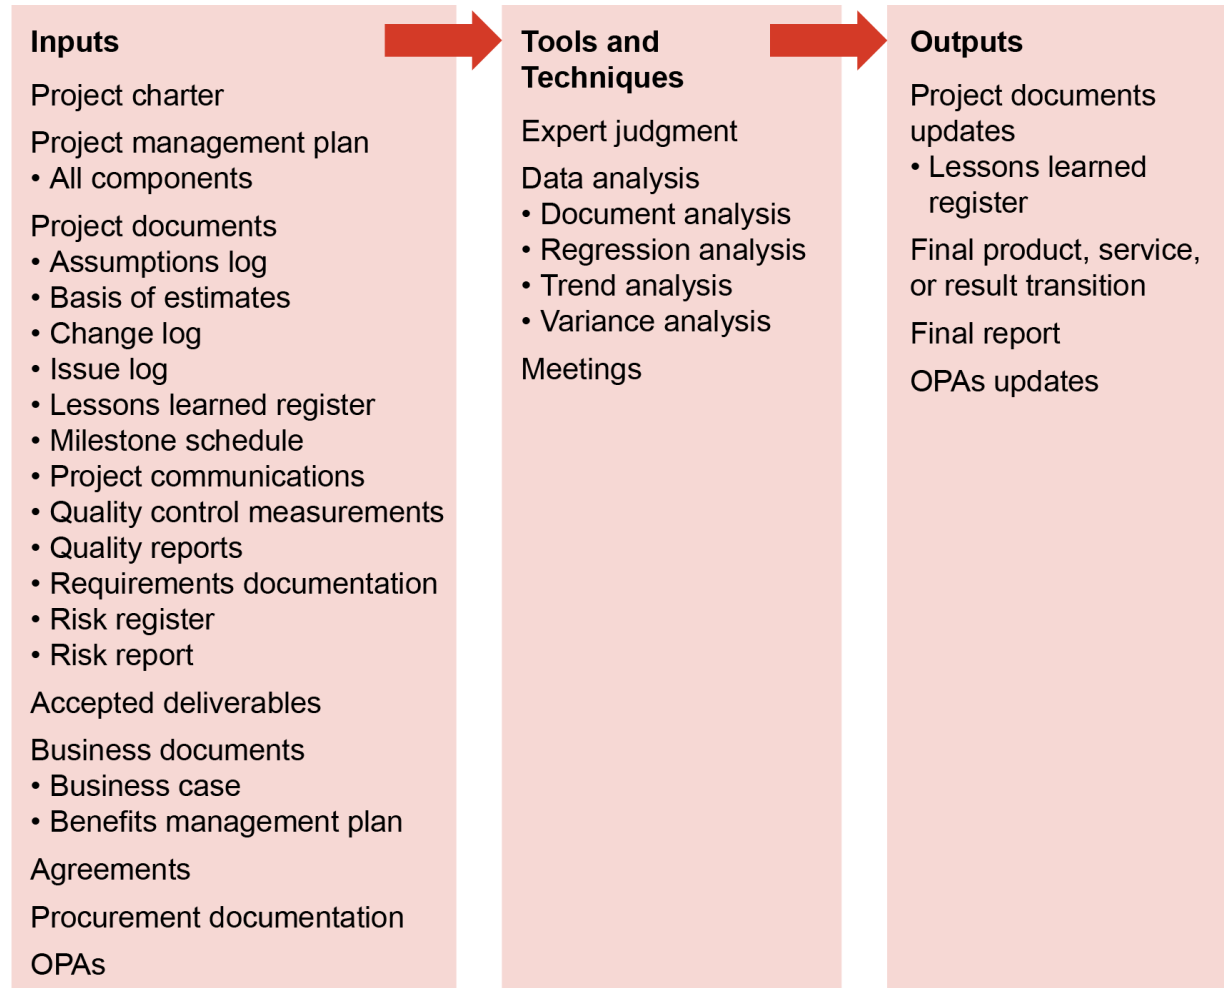 Inputs
Project charter
Project management plan
• All components
Project documents
• Assumptions log
• Basis of estimates
• Change log
• Issue log
• Lessons learned register
• Milestone schedule
• Project communications
• Quality control measurements
• Quality reports
• Requirements documentation
• Risk register
• Risk report
Accepted deliverables
Business documents
• Business case
• Benefits management plan
Agreements
Procurement documentation
OPAs
Tools and
Techniques
Expert judgment
Data analysis
• Document analysis
• Regression analysis
• Trend analysis
• Variance analysis
Meetings
Outputs
Project documents
updates
• Lessons learned
register
Final product, service,
or result transition
Final report
OPAs updates